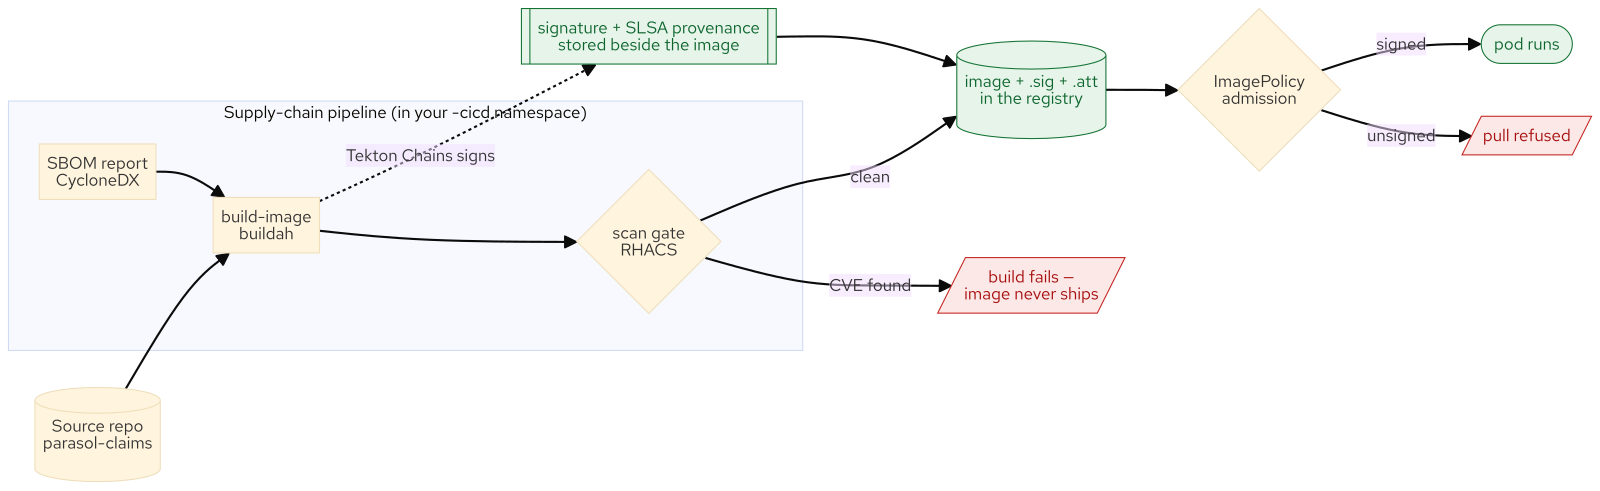 signature + SLSA provenance
stored beside the image
Supply-chain pipeline (in your -cicd namespace)
SBOM report
CycloneDX
Tekton Chains signs
build-image
buildah
scan gate
RHACS
clean
CVE found
build fails –
image never ships
Source repo
parasol-claims
image + .sig + .att
in the registry
ImagePolicy
admission
signed
pod runs
unsigned
pull refused